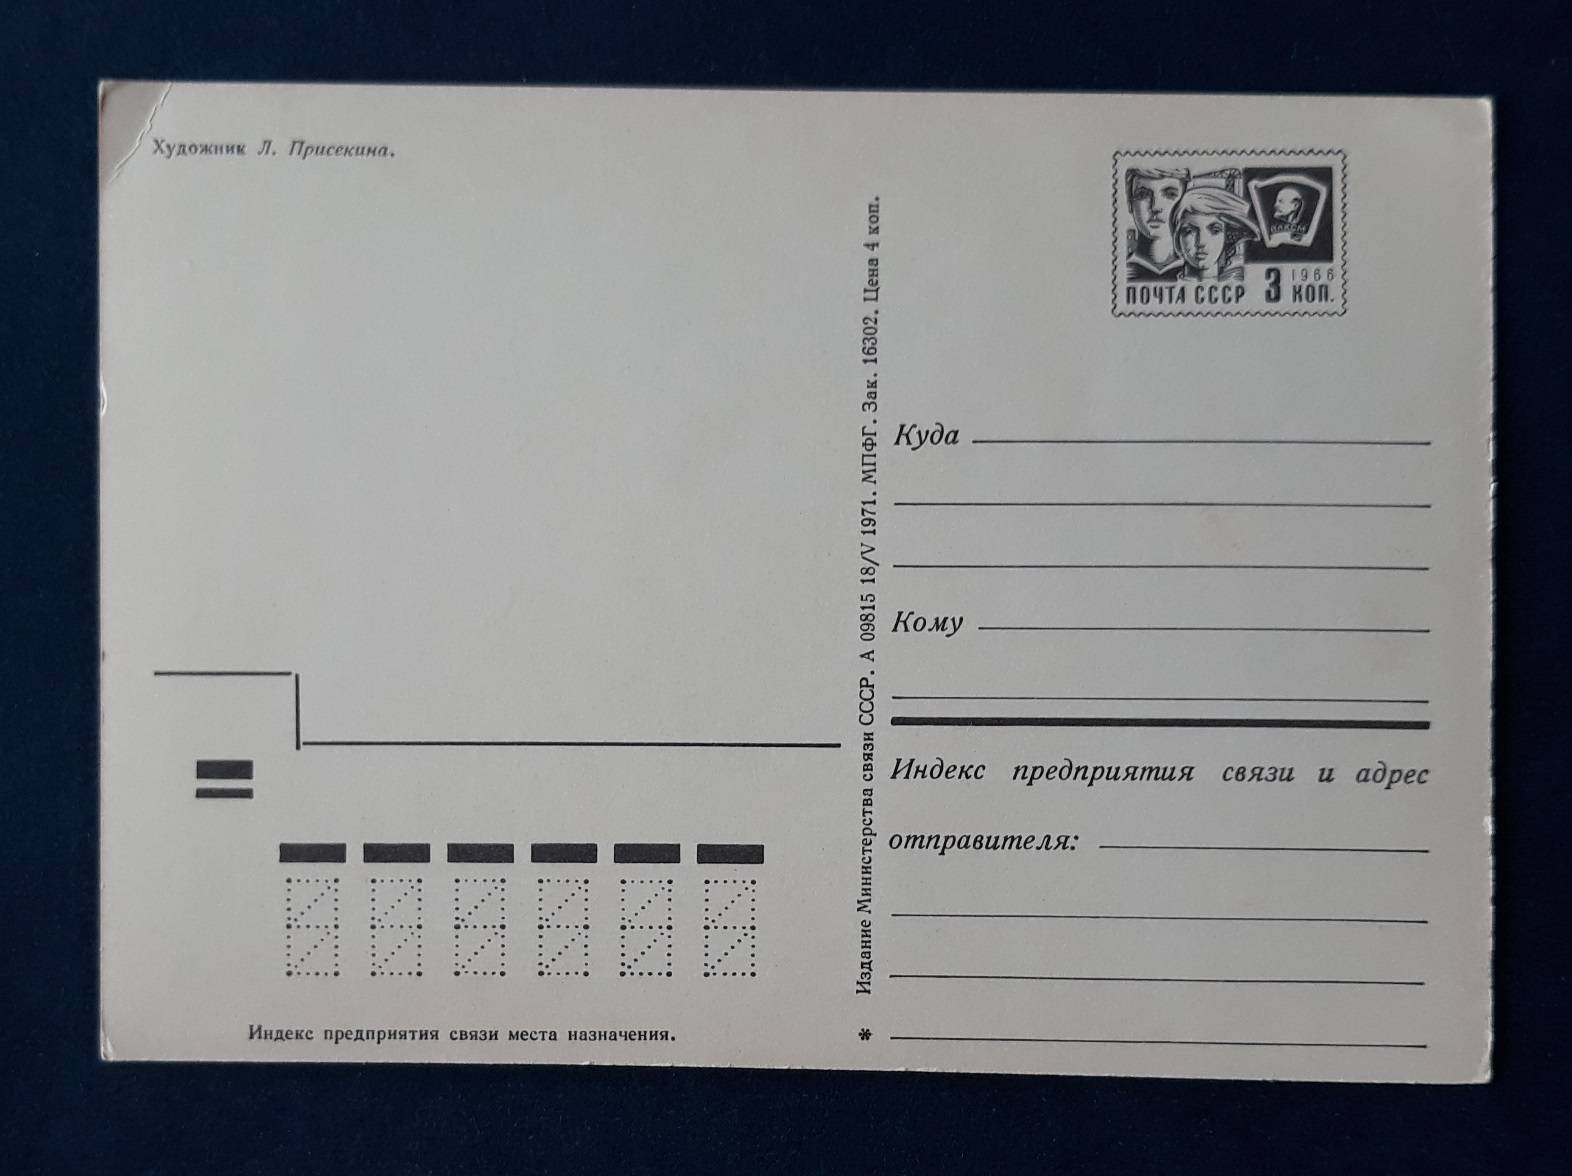 Художник Л. Присекина.
ВЛКСМ
1966
ПОЧТА СССР 3 КОП.
Издание Министерства связи СССР. А 09815 18/V 1971. МПФГ. Зак. 16302. Цена 4 коп.
Куда
Кому
Индекс предприятия связи и адрес
отправителя:
Индекс предприятия связи места назначения.
*